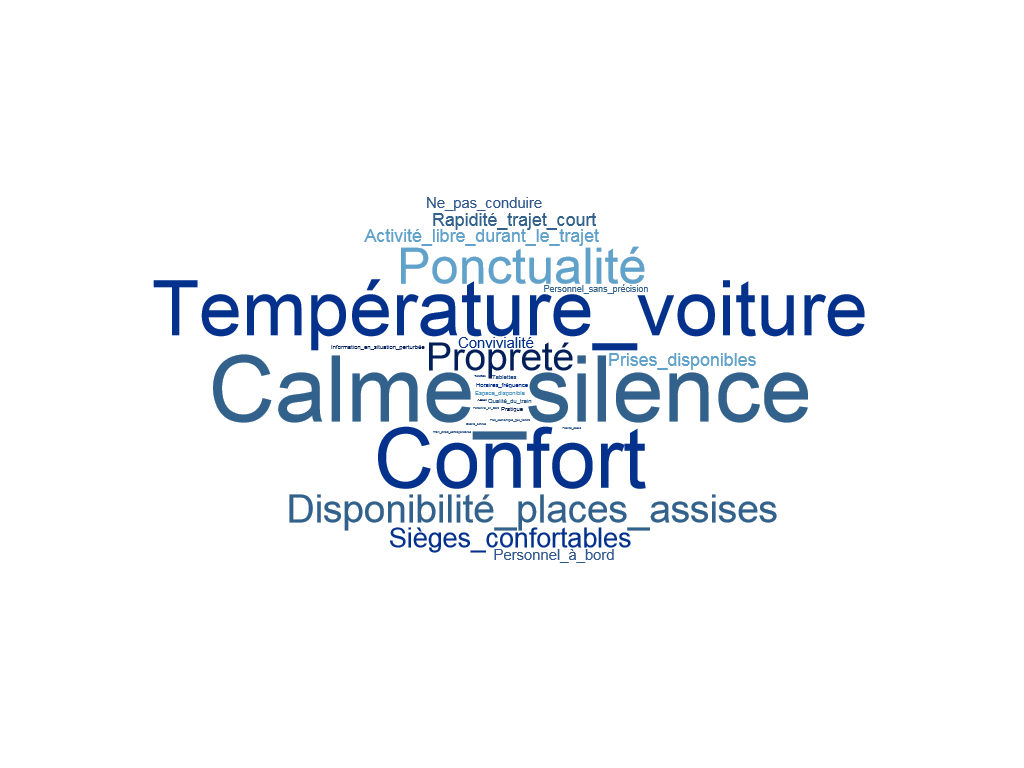 Ne_pas_conduire
Rapidité_trajet_court
Activité_libre_durant_le_trajet
Ponctualité
Personnel_sans_précision
Température_voiture
Convivialité
Information_en_situation_perturbée
Propreté
Prises_disponibles
Tablettes
Calme_silence
Horaires_fréquence
Espace_disponible
Qualité_du_train
Pratique
Confort
Disponibilité_places_assises
Sièges_confortables
Personnel_à_bord